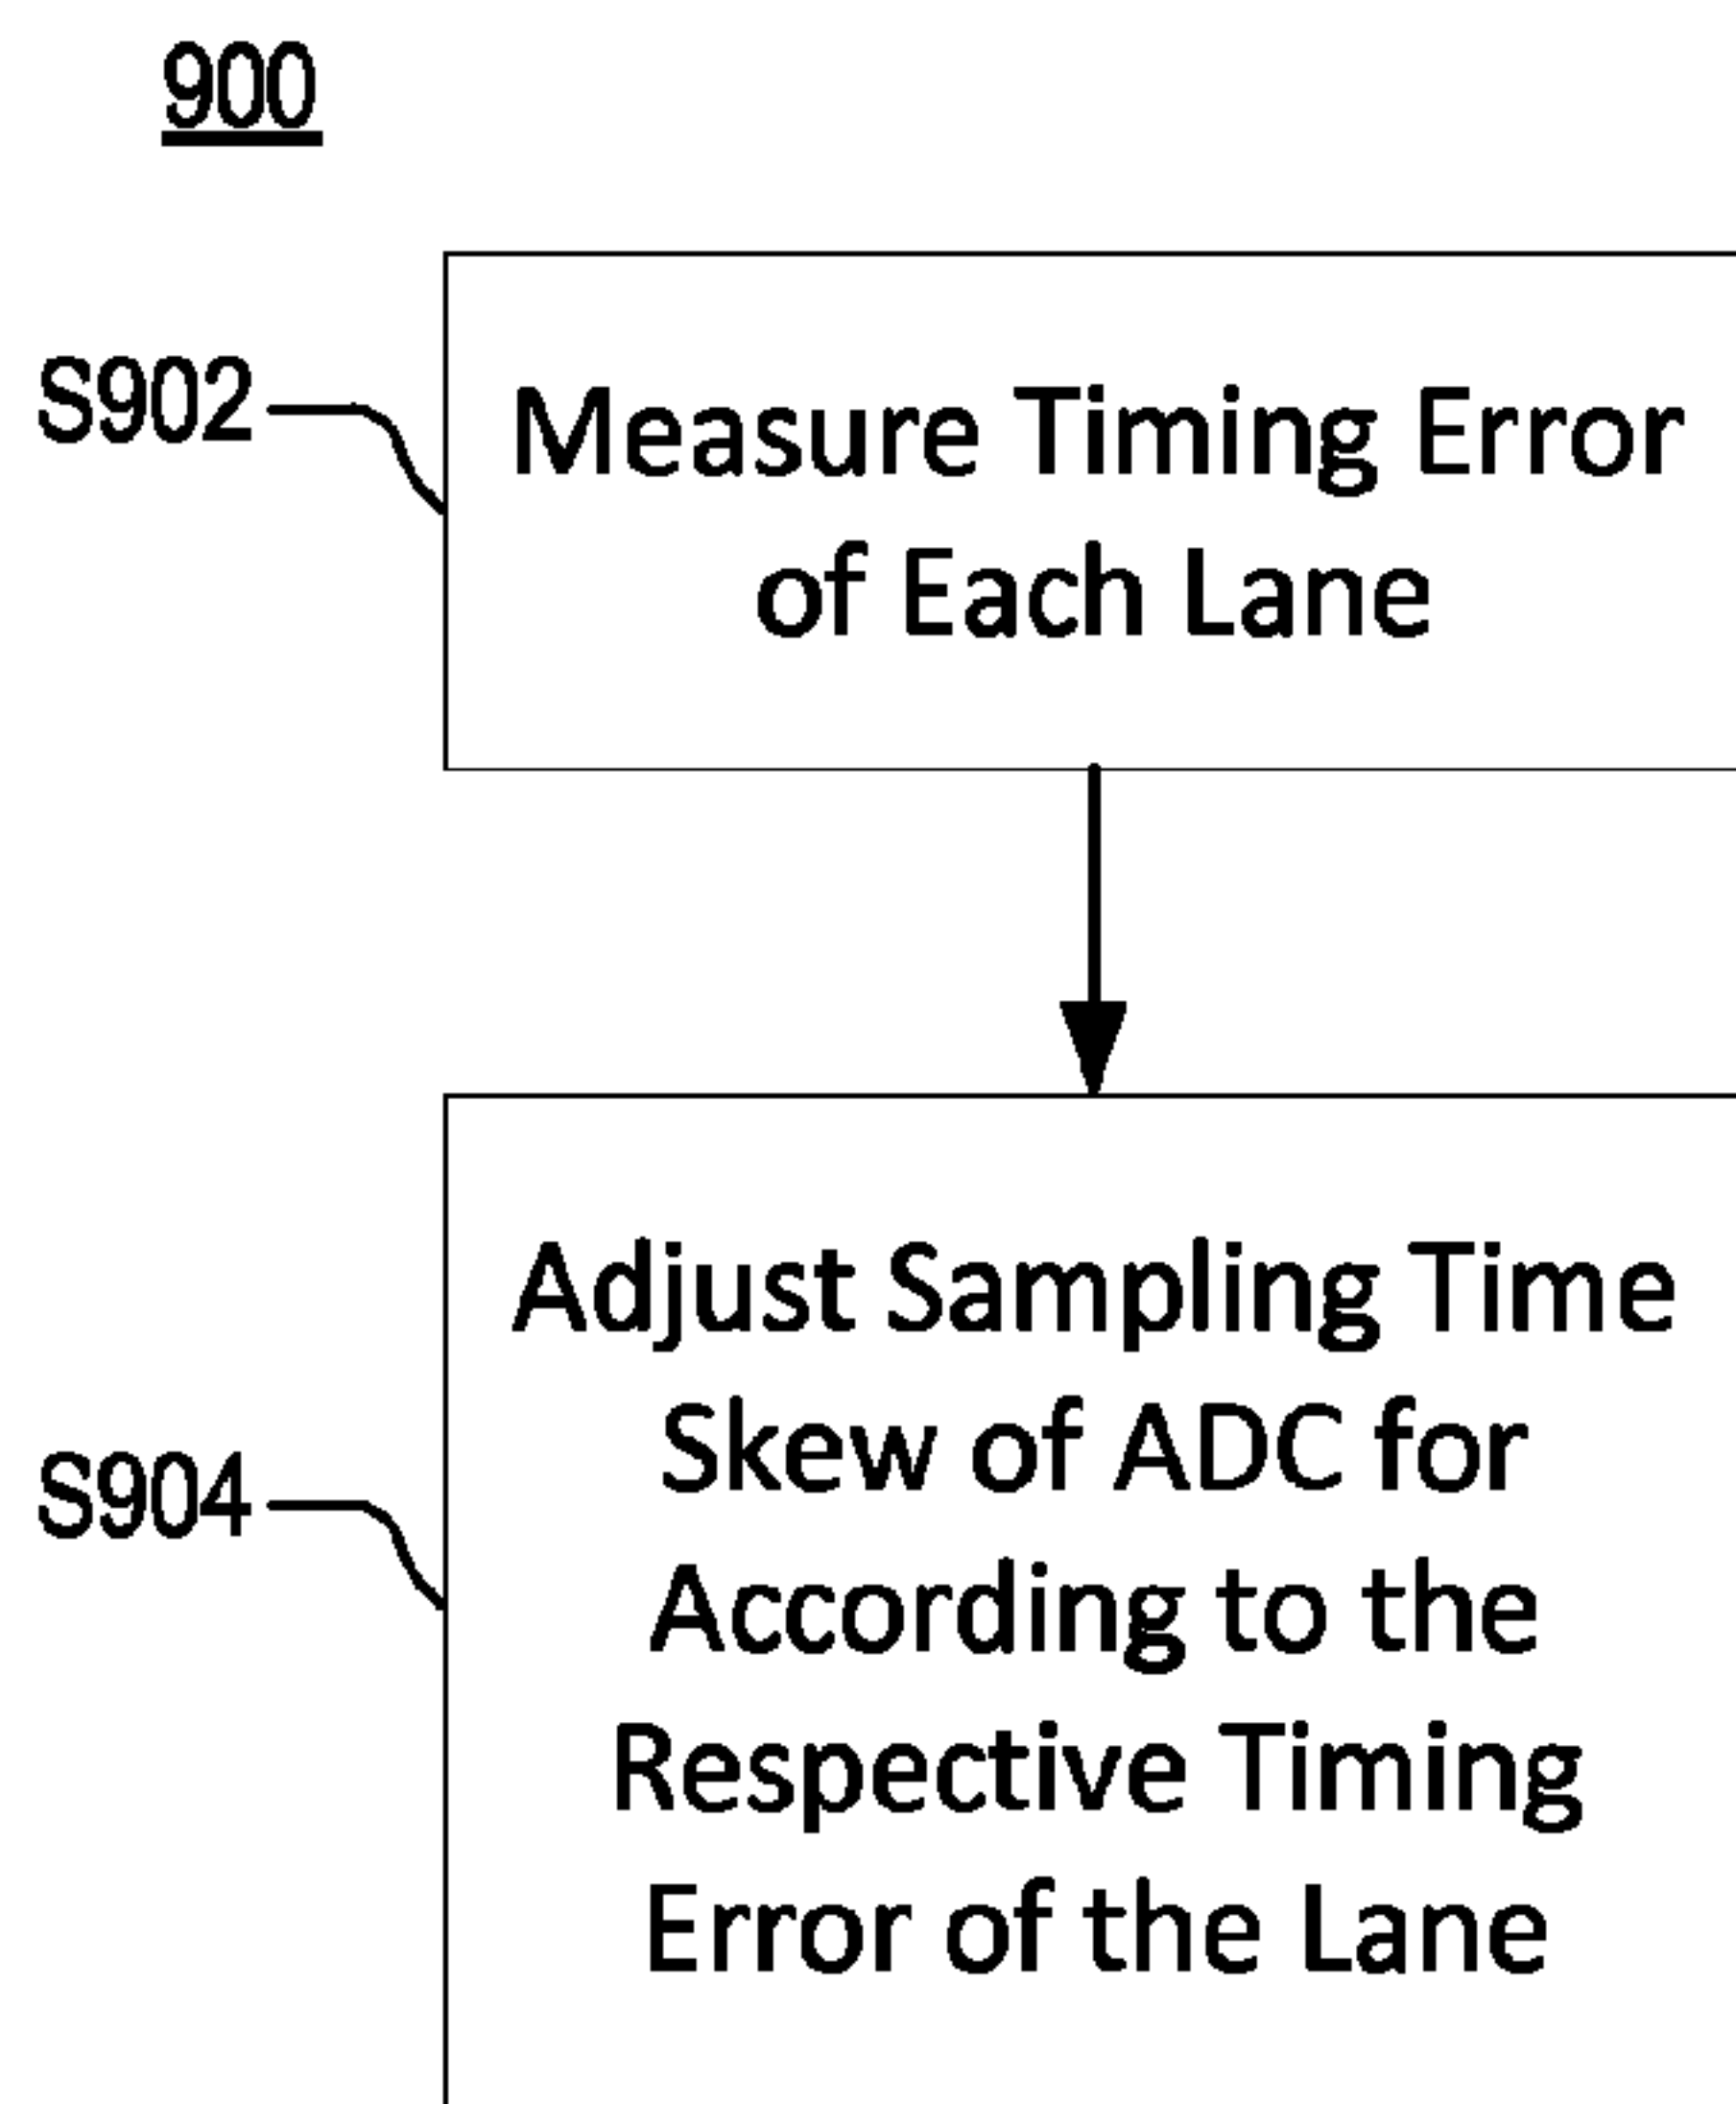 900
S902
Measure Timing Error
of Each Lane
S904
Adjust Sampling Time
Skew of ADC for
According to the
Respective Timing
Error of the Lane